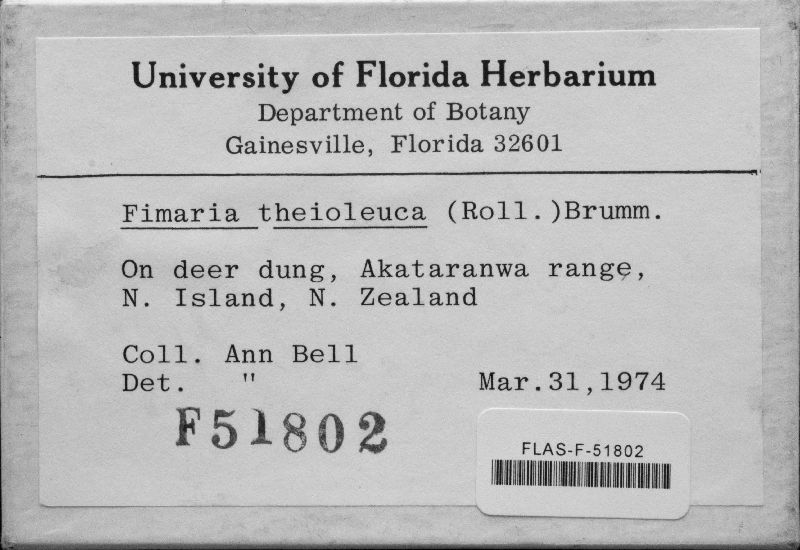 University of Florida Herbarium
Department of Botany
Gainesville, Florida 32601
Fimaria theioleuca (Roll.)Brumm.
On deer dung, Akataranwa range,
N. Island, N. Zealand
Coll. Ann Bell
Det. " Mar.31,1974
F51802
FLAS-F-51802